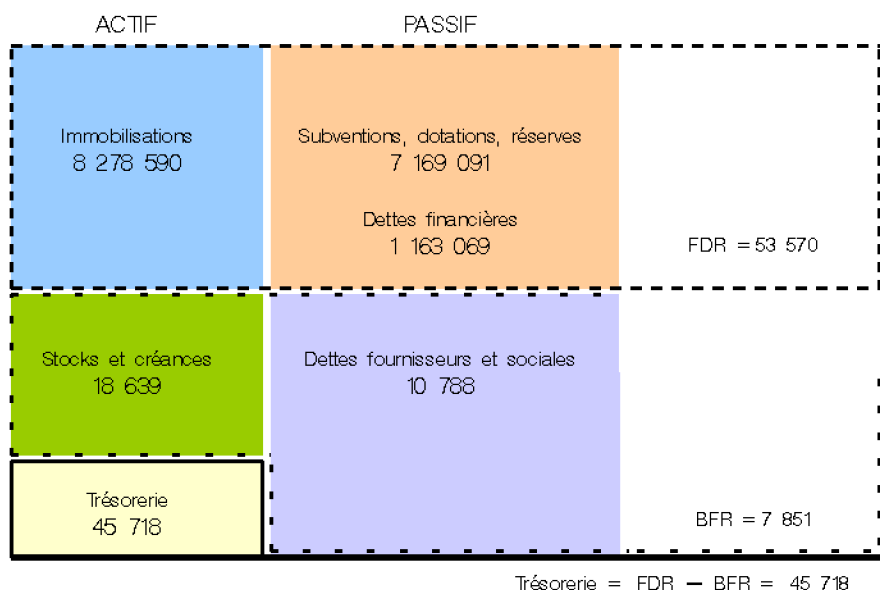 ACTIF PASSIF
Immobilisations
8 278 590
Subventions, dotations, réserves
7 169 091
Dettes financières
1 163 069
FDR = 53 570
Stocks et créances
18 639
Dettes fournisseurs et sociales
10 788
Trésorerie
45 718
BFR = 7 851
Trésorerie = FDR – BFR = 45 718